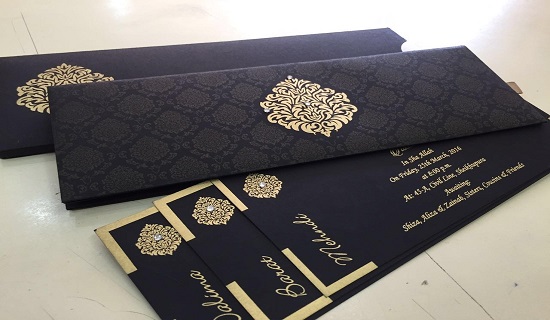 In Sha Allah
On Friday, 25th March, 2016
at 8:00 p.m.
At: 45-A, Civil Line, Sheikhupura
Awaiting:
Shiza, Aliza & Zainab, Sisters, Cousins & Friends
Mehndi
Barat
Walima